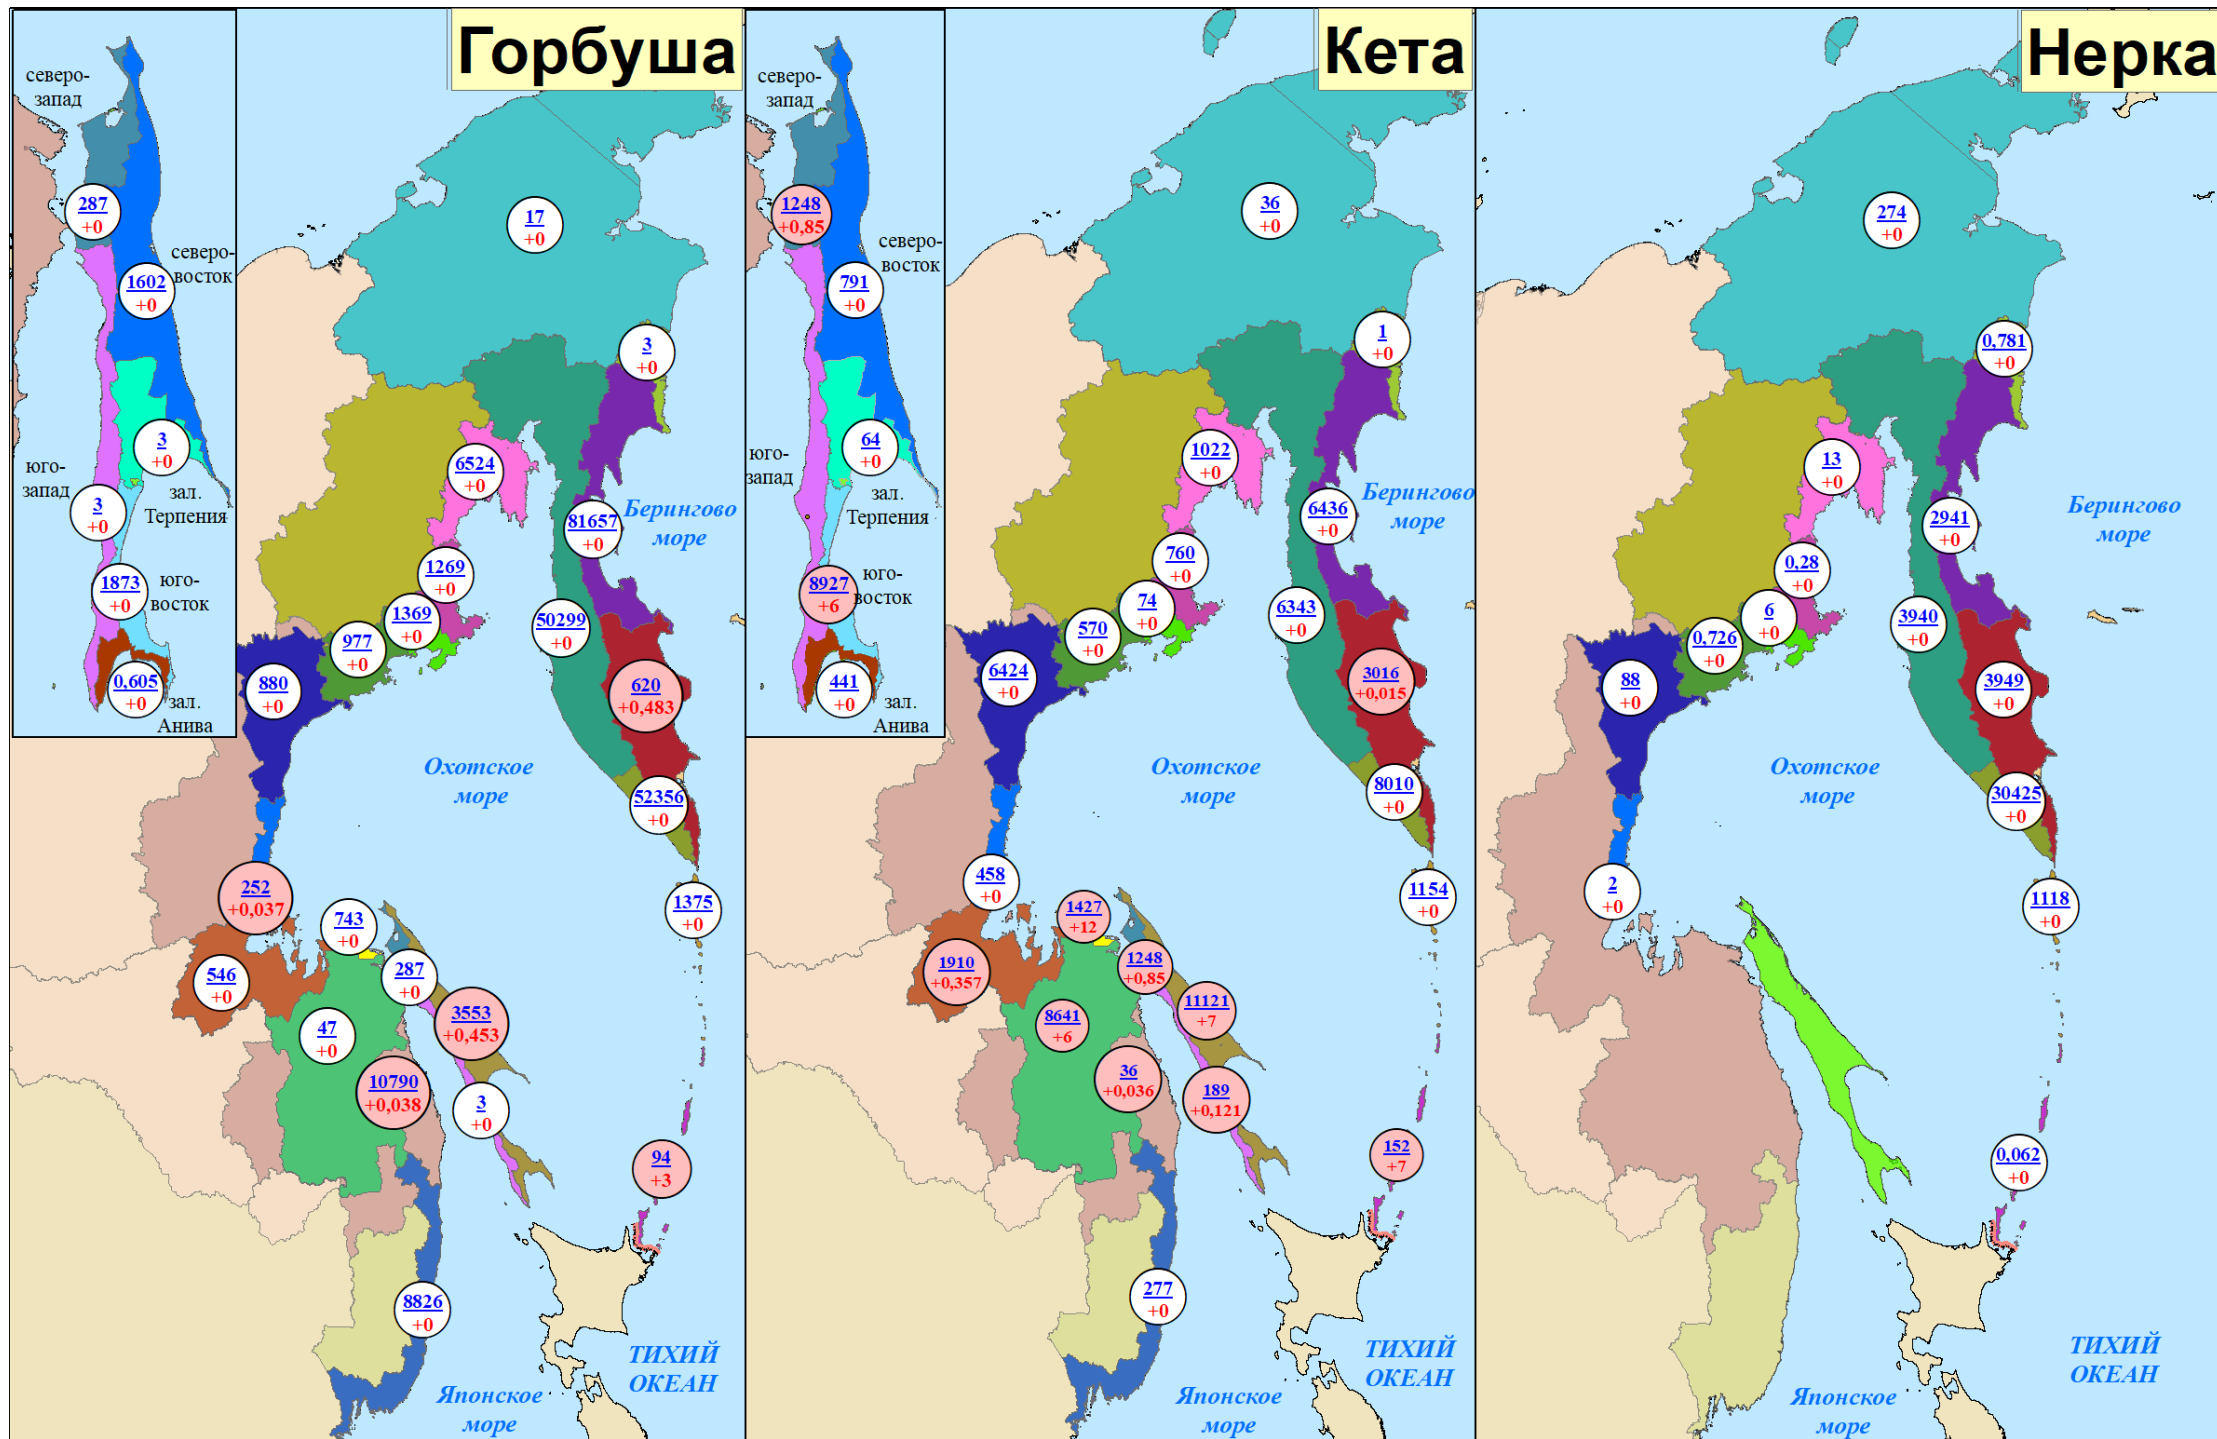 Горбуша
северо-
запад
287
+0
северо-
восток
1602
+0
3
+0
юго-
запад
зал.
Терпения
3
+0
1873
+0
юго-
восток
0,605
+0
зал.
Анива
17
+0
3
+0
6524
+0
81657
+0
Берингово
море
1269
+0
1369
+0
50299
+0
977
+0
880
+0
620
+0,483
Охотское
море
52356
+0
252
+0,037
743
+0
1375
+0
546
+0
287
+0
3553
+0,453
47
+0
10790
+0,038
3
+0
94
+3
8826
+0
ТИХИЙ
ОКЕАН
Японское
море
Кета
северо-
запад
1248
+0,85
северо-
восток
791
+0
64
+0
юго-
запад
зал.
Терпения
8927
+6
юго-
восток
441
+0
зал.
Анива
36
+0
1
+0
1022
+0
6436
+0
Берингово
море
760
+0
74
+0
6343
+0
570
+0
6424
+0
3016
+0,015
Охотское
море
8010
+0
458
+0
1427
+12
1154
+0
1910
+0,357
1248
+0,85
11121
+7
8641
+6
36
+0,036
189
+0,121
152
+7
277
+0
ТИХИЙ
ОКЕАН
Японское
море
Нерка
274
+0
0,781
+0
13
+0
2941
+0
Берингово
море
0,28
+0
6
+0
3940
+0
0,726
+0
88
+0
3949
+0
Охотское
море
30425
+0
2
+0
1118
+0
0,062
+0
ТИХИЙ
ОКЕАН
Японское
море